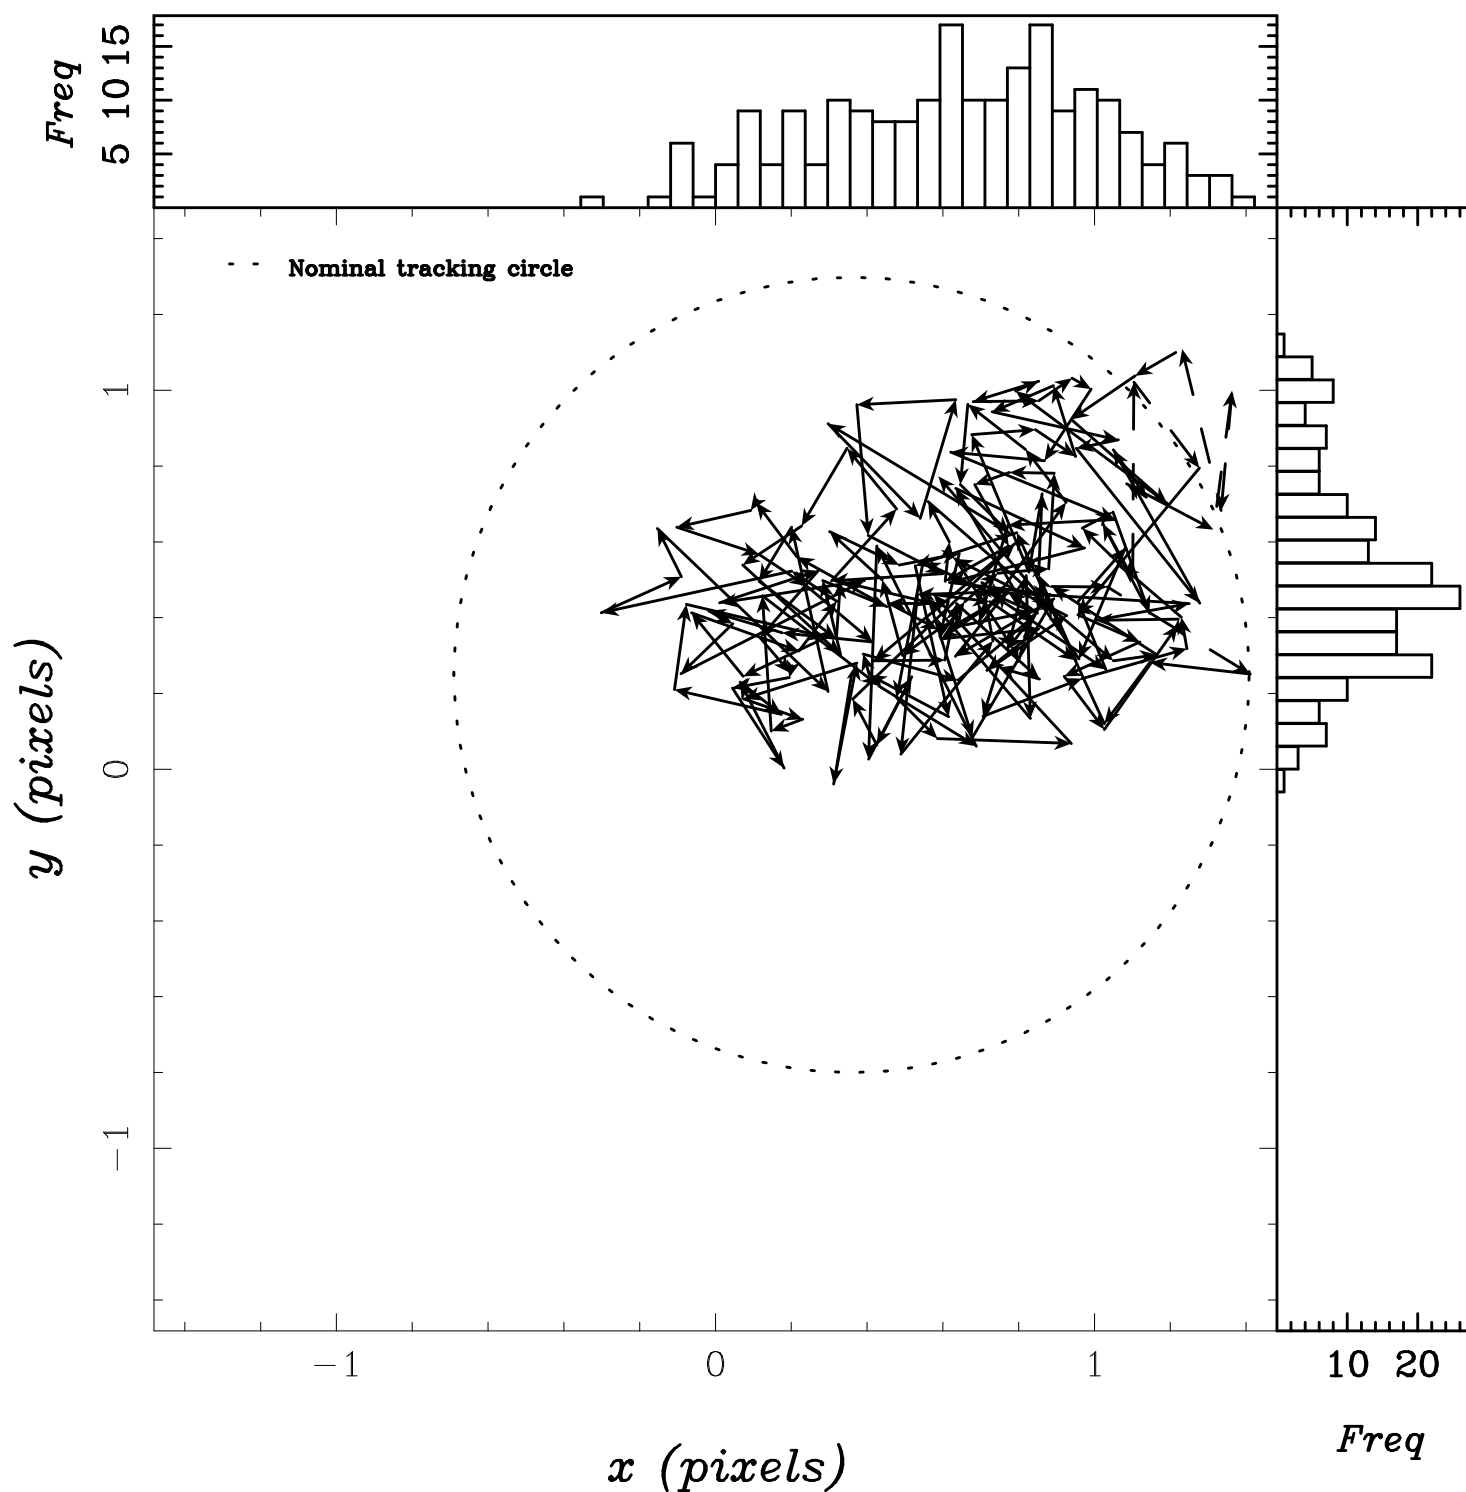 Freq
5 10 15
Nominal tracking circle
1
0
−1
y (pixels)
−1 0 1
10 20
x (pixels)
Freq